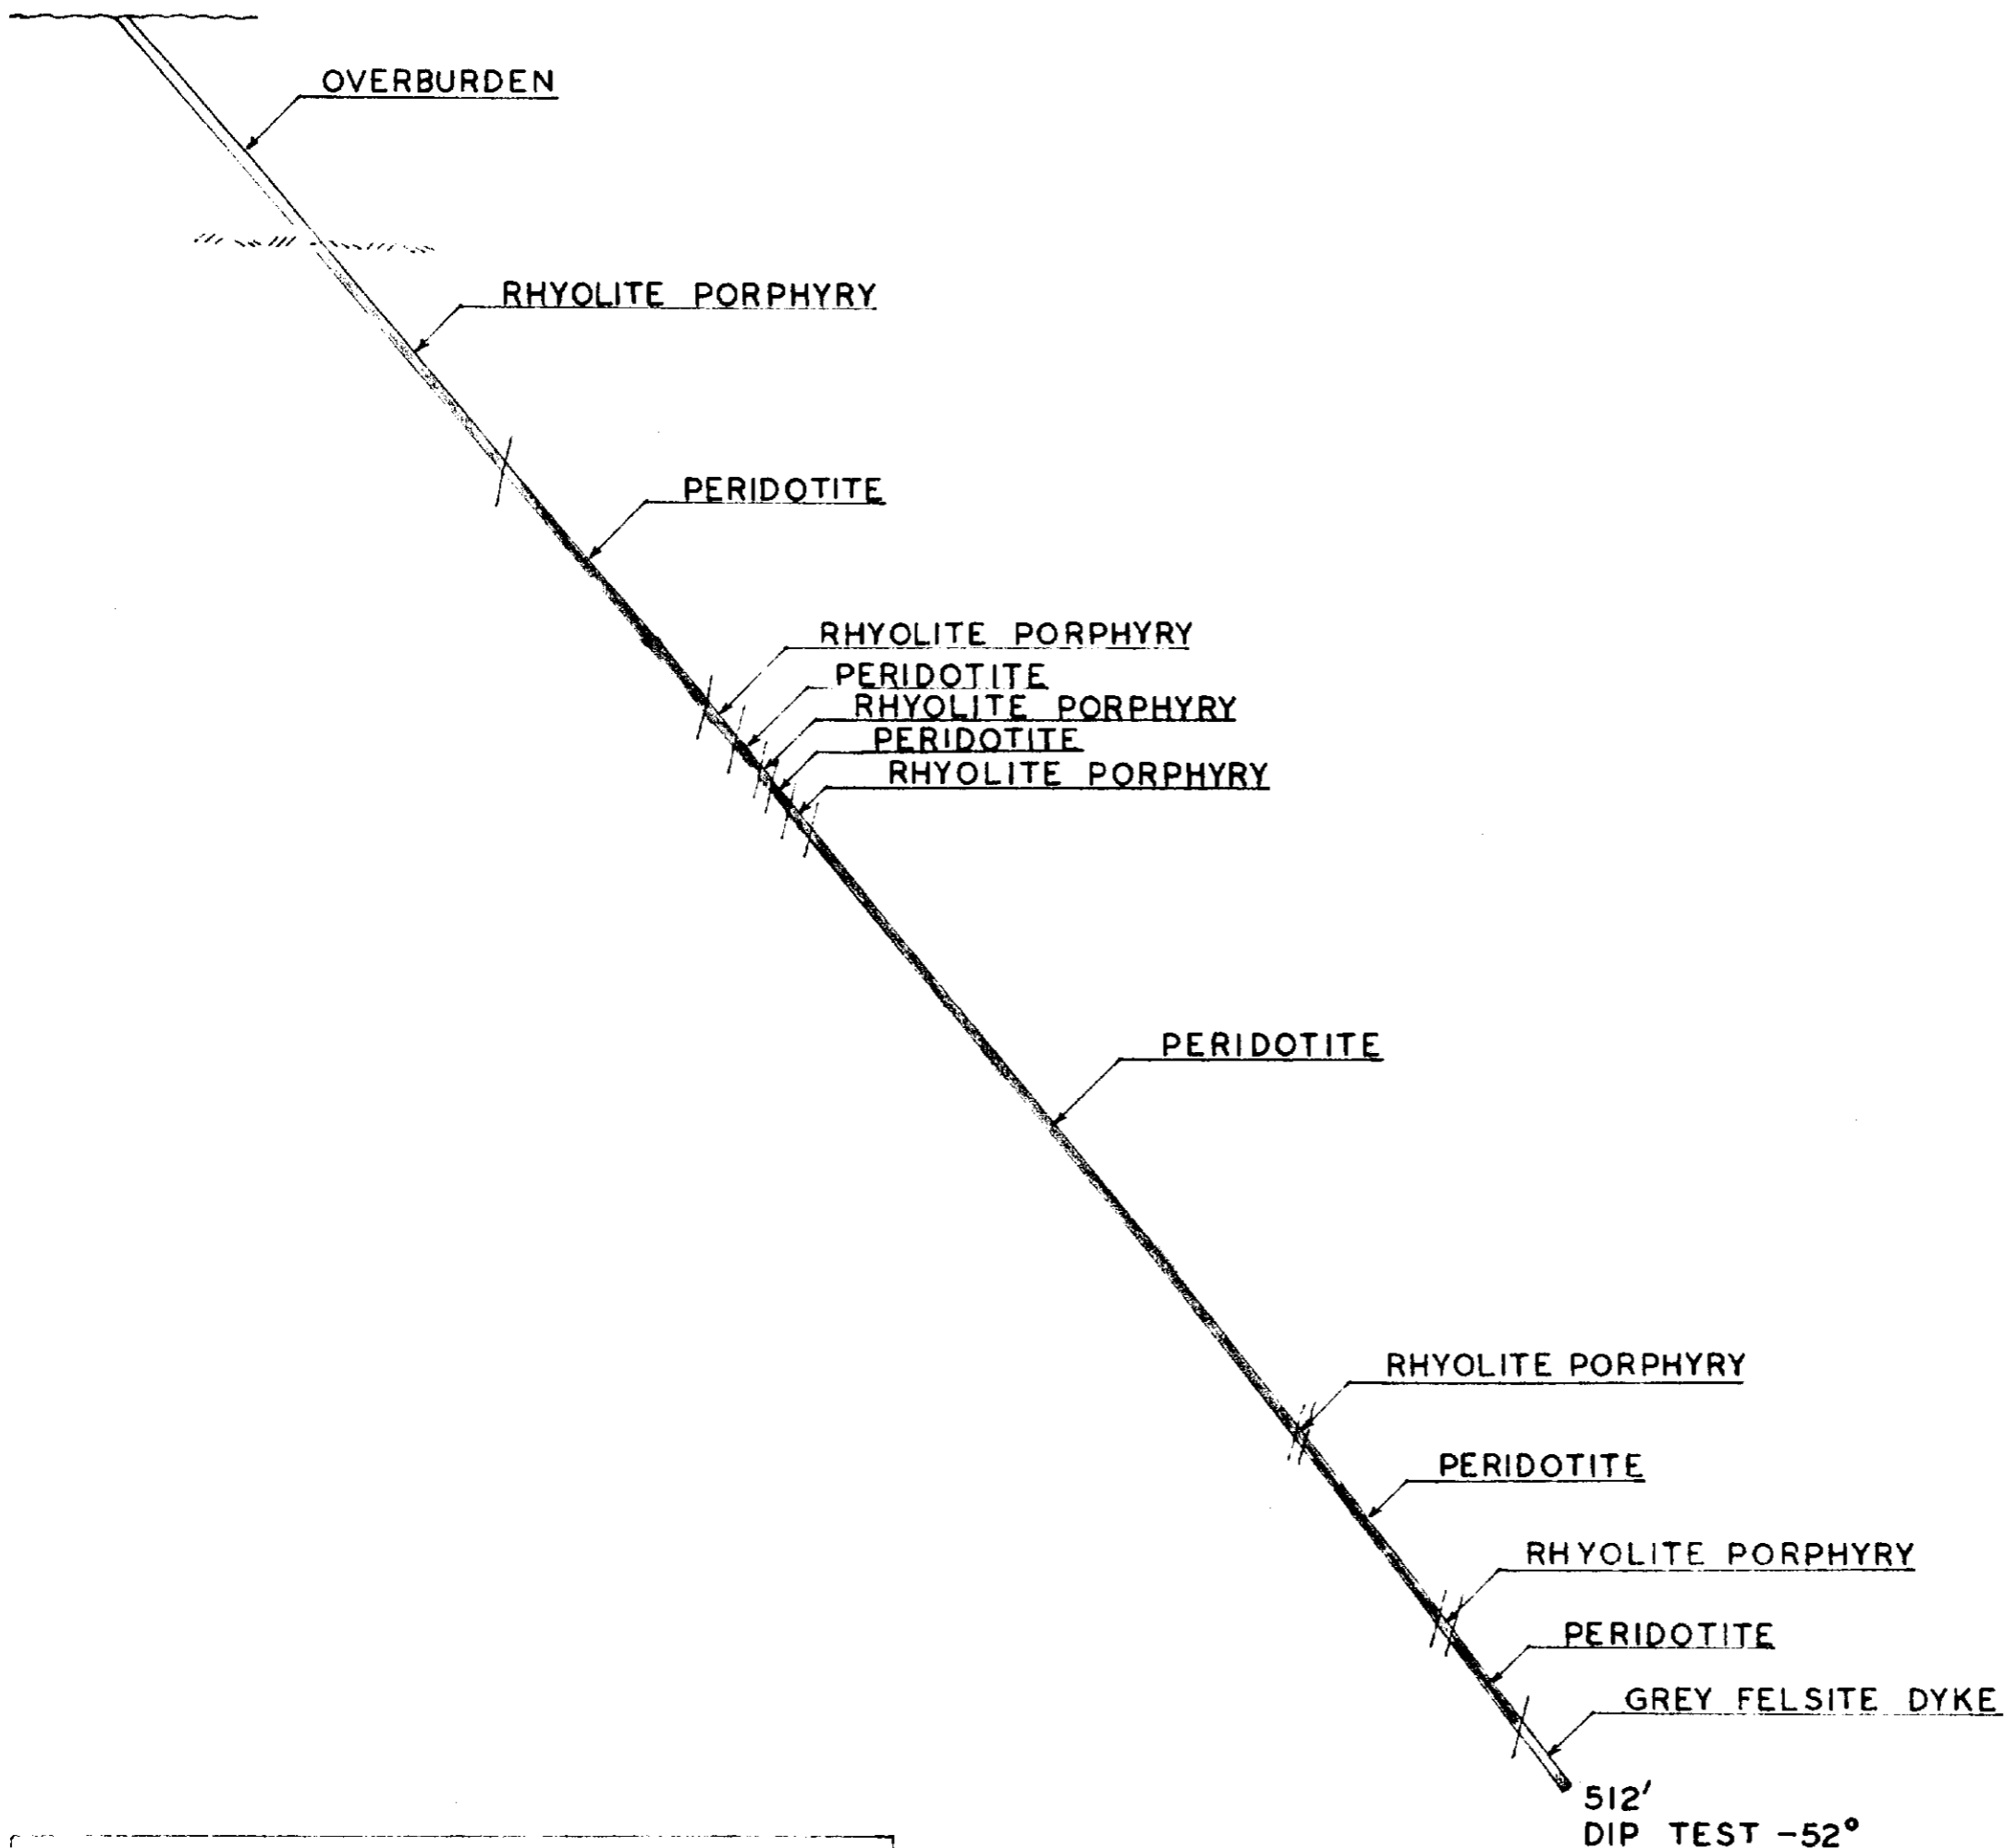 OVERBURDEN
RHYOLITE PORPHYRY
PERIDOTITE
RHYOLITE PORPHYRY
PERIDOTITE
RHYOLITE PORPHYRY
PERIDOTITE
RHYOLITE PORPHYRY
PERIDOTITE
RHYOLITE PORPHYRY
PERIDOTITE
RHYOLITE PORPHYRY
PERIDOTITE
GREY FELSITE DYKE
512'
DIP TEST -52°